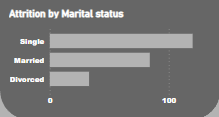 Attrition by Marital status
Single
Married
Divorced
0 100